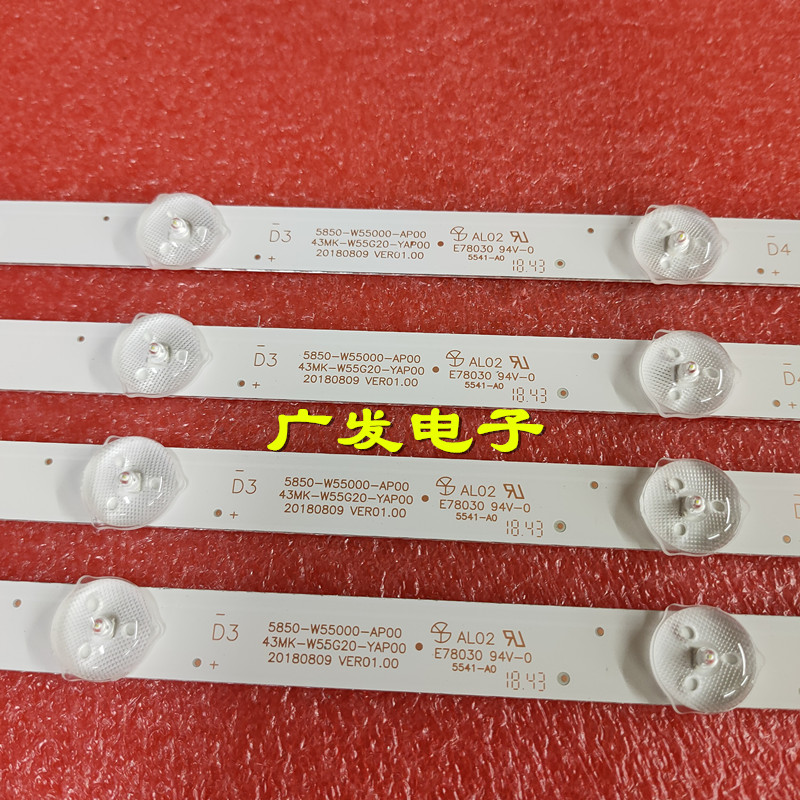 D3
5850-W55000-AP00
43MK-W55G20-YAP00
20180809 VER01.00
AL02
E78030 94V-0
5541-A0
18.43
D4
+
+
D3
5850-W55000-AP00
43MK-W55G20-YAP00
20180809 VER01.00
AL02
E78030 94V-0
5541-A0
18.43
D4
+
+
广发电子
D3
5850-W55000-AP00
43MK-W55G20-YAP00
20180809 VER01.00
AL02
E78030 94V-0
5541-A0
18.43
+
+
D3
5850-W55000-AP00
43MK-W55G20-YAP00
20180809 VER01.00
AL02
E78030 94V-0
5541-A0
18.43
+